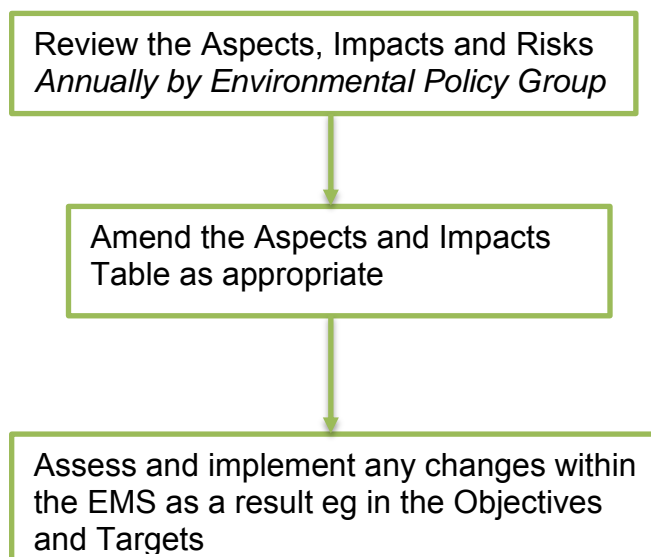 Review the Aspects, Impacts and Risks
Annually by Environmental Policy Group
Amend the Aspects and Impacts
Table as appropriate
Assess and implement any changes within
the EMS as a result eg in the Objectives
and Targets